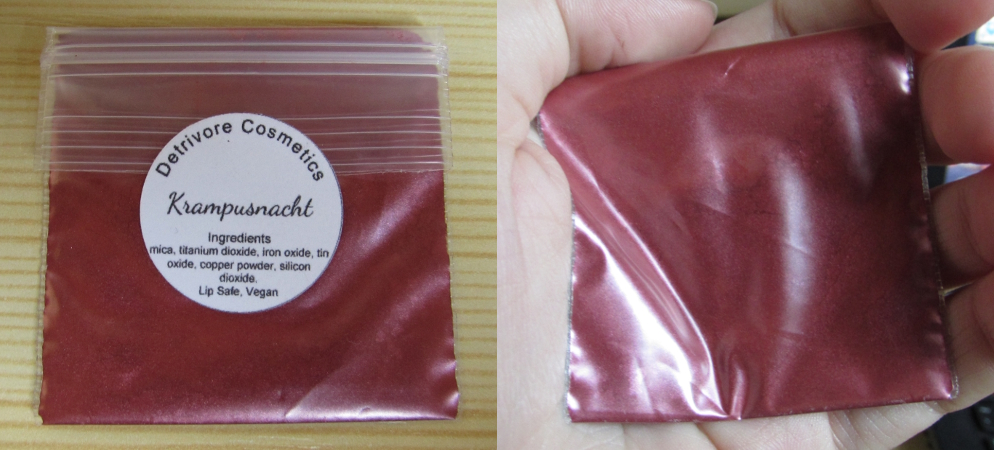 Detrivore Cosmetics
Krampusnacht
Ingredients
mica, titanium dioxide, iron oxide, tin
oxide, copper powder, silicon
dioxide.
Lip Safe, Vegan